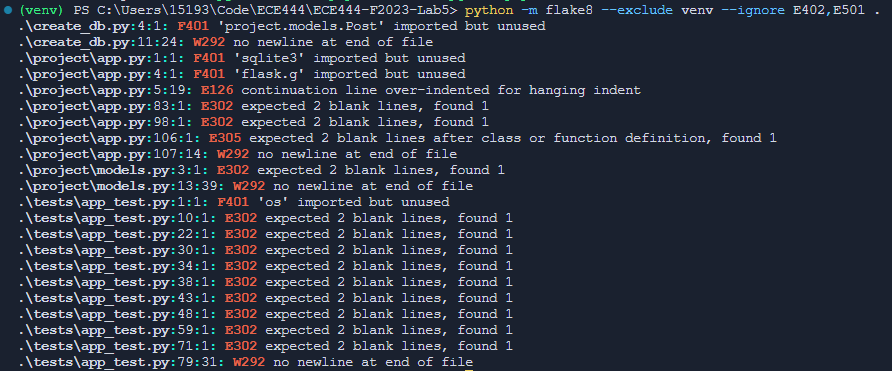 (venv) PS C:\Users\15193\Code\ECE444\ECE444-F2023-Lab5> python -m flake8 --exclude venv --ignore E402,E501 .
.\create_db.py:4:1: F401 'project.models.Post' imported but unused
.\create_db.py:11:24: W292 no newline at end of file
.\project\app.py:1:1: F401 'sqlite3' imported but unused
.\project\app.py:4:1: F401 'flask.g' imported but unused
.\project\app.py:5:19: E126 continuation line over-indented for hanging indent
.\project\app.py:83:1: E302 expected 2 blank lines, found 1
.\project\app.py:98:1: E302 expected 2 blank lines, found 1
.\project\app.py:106:1: E305 expected 2 blank lines after class or function definition, found 1
.\project\app.py:107:14: W292 no newline at end of file
.\project\models.py:3:1: E302 expected 2 blank lines, found 1
.\project\models.py:13:39: W292 no newline at end of file
.\tests\app_test.py:1:1: F401 'os' imported but unused
.\tests\app_test.py:10:1: E302 expected 2 blank lines, found 1
.\tests\app_test.py:22:1: E302 expected 2 blank lines, found 1
.\tests\app_test.py:30:1: E302 expected 2 blank lines, found 1
.\tests\app_test.py:34:1: E302 expected 2 blank lines, found 1
.\tests\app_test.py:38:1: E302 expected 2 blank lines, found 1
.\tests\app_test.py:43:1: E302 expected 2 blank lines, found 1
.\tests\app_test.py:48:1: E302 expected 2 blank lines, found 1
.\tests\app_test.py:59:1: E302 expected 2 blank lines, found 1
.\tests\app_test.py:71:1: E302 expected 2 blank lines, found 1
.\tests\app_test.py:79:31: W292 no newline at end of file